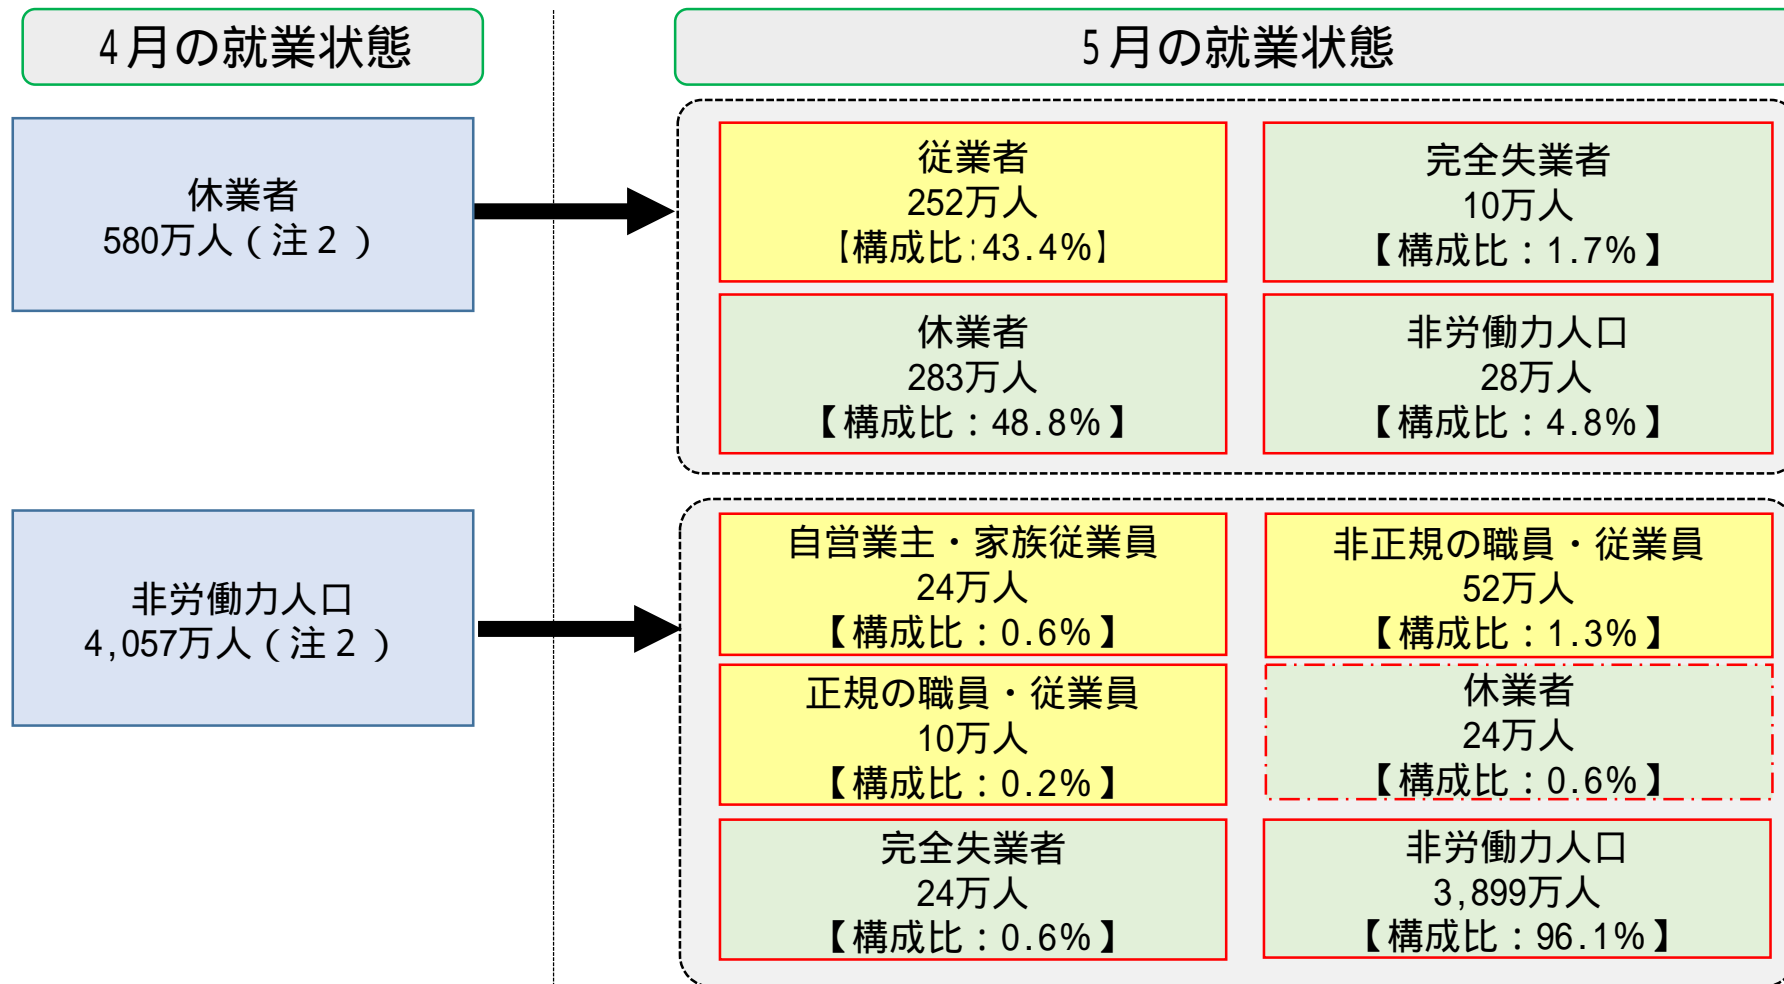 4月の就業状態
5月の就業状態
休業者
580万人(注2)
従業者
252万人
【構成比:43.4%】
完全失業者
10万人
【構成比:1.7%】
休業者
283万人
【構成比:48.8%】
非労働力人口
28万人
【構成比:4.8%】
非労働力人口
4,057万人(注2)
自営業主・家族従業員
24万人
【構成比:0.6%】
非正規の職員・従業員
52万人
【構成比:1.3%】
正規の職員・従業員
10万人
【構成比:0.2%】
休業者
24万人
【構成比:0.6%】
完全失業者
24万人
【構成比:0.6%】
非労働力人口
3,899万人
【構成比:96.1%】